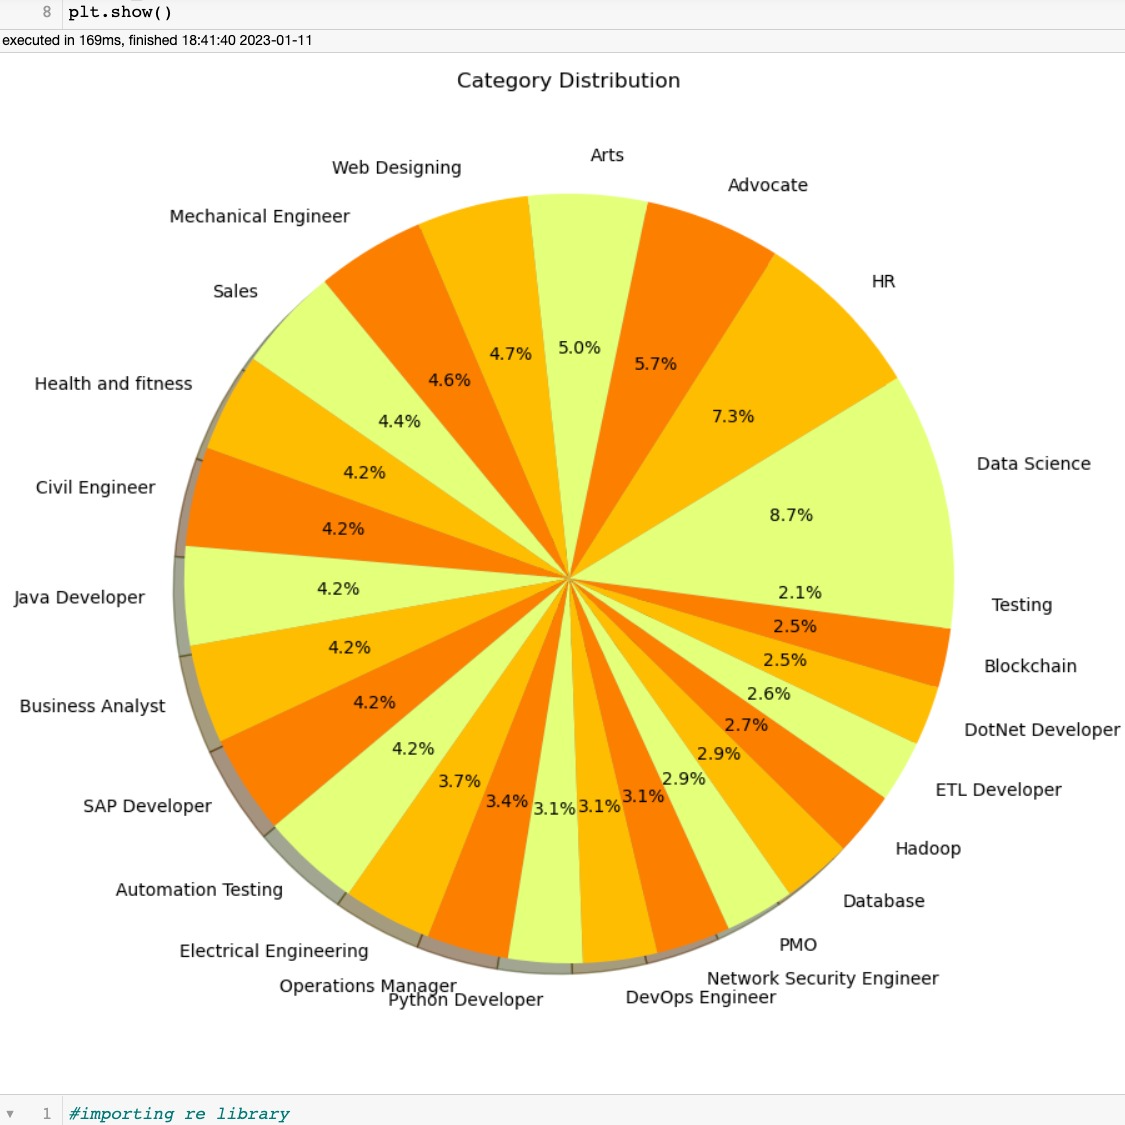 8 plt.show()
executed in 169ms, finished 18:41:40 2023-01-11
Category Distribution
Arts
Web Designing
Advocate
Mechanical Engineer
HR
Sales
5.0%
4.7%
5.7%
4.6%
Health and fitness
7.3%
4.4%
Data Science
4.2%
Civil Engineer
8.7%
4.2%
4.2%
2.1%
Java Developer
Testing
2.5%
4.2%
2.5%
Blockchain
2.6%
4.2%
Business Analyst
2.7%
DotNet Developer
4.2%
2.9%
2.9%
3.7%
ETL Developer
3.1%
3.4%
3.1%
3.1%
SAP Developer
Hadoop
Automation Testing
Database
PMO
Electrical Engineering
Network Security Engineer
Operations Manager
DevOps Engineer
Python Developer
1 #importing re library